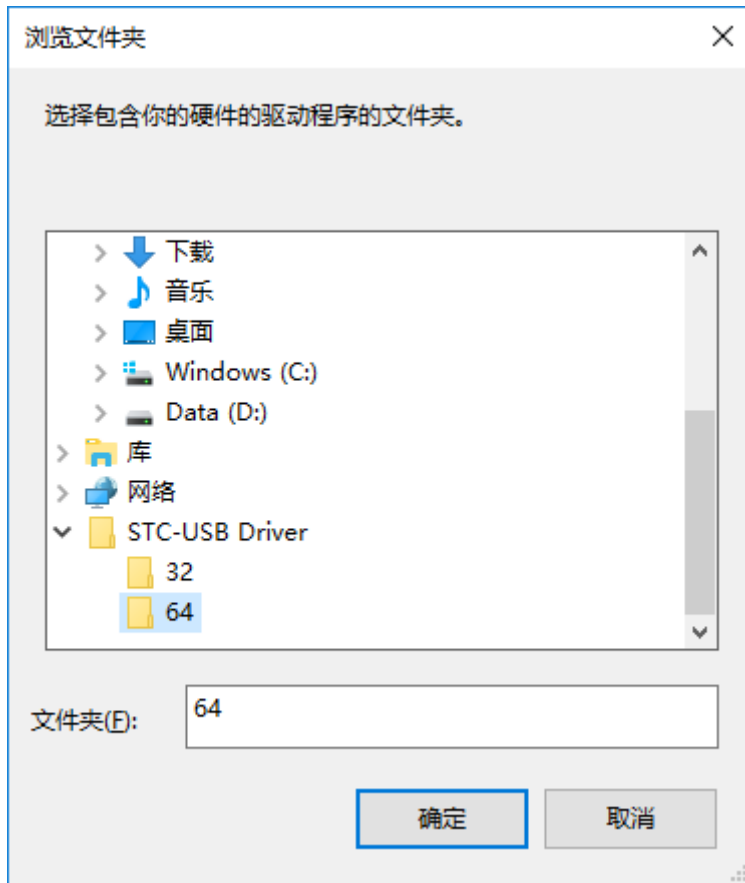 浏览文件夹
选择包含你的硬件的驱动程序的文件夹。
下载
音乐
桌面
Windows (C:)
Data (D:)
库
网络
STC-USB Driver
32
64
文件夹(F):
64
确定
取消